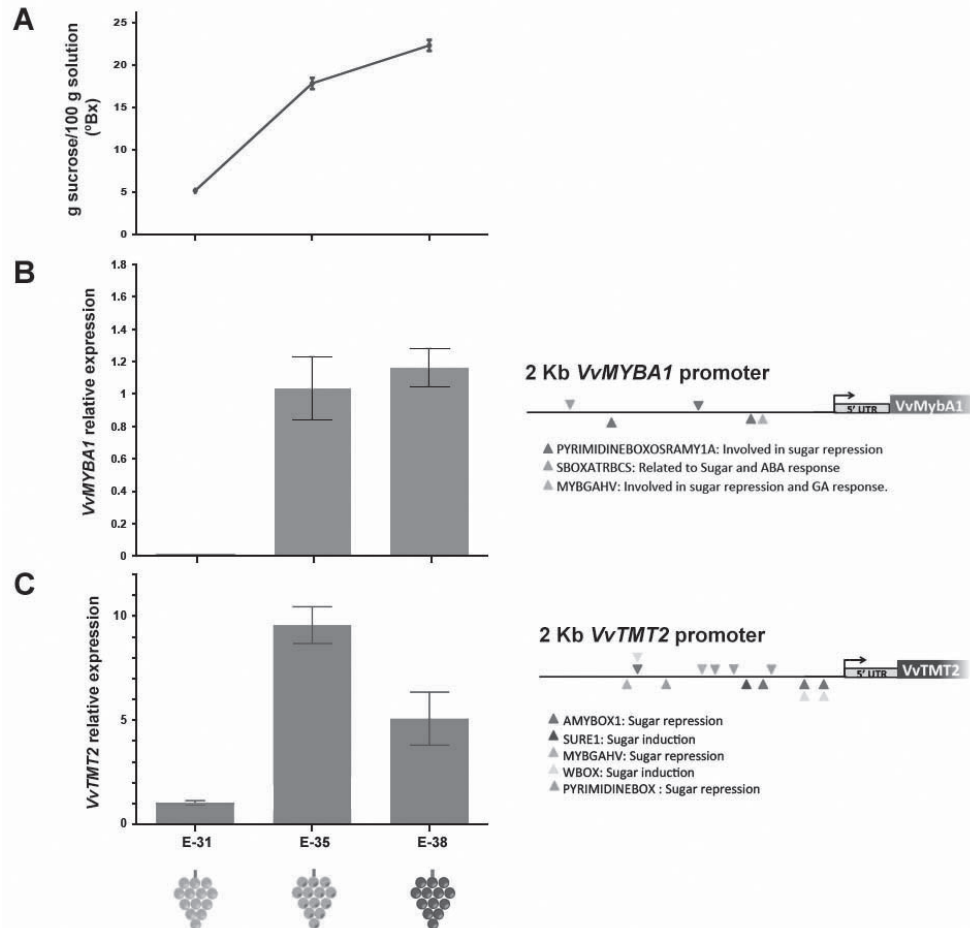 A
g sucrose/100 g solution
(ºBx)
25
20
15
10
5
0
B
VvMYBA1 relative expression
1.8
1.6
1.4
1.2
1
0.8
0.6
0.4
0.2
0
2 Kb VvMYBA1 promoter
5' UTR
VvMybA1
PYRIMIDINEBOXOSRAMY1A: Involved in sugar repression
SBOXATRBCS: Related to Sugar and ABA response
MYBGAHV: Involved in sugar repression and GA response.
C
VvTMT2 relative expression
10
5
0
2 Kb VvTMT2 promoter
5' UTR
VvTMT2
AMYBOX1: Sugar repression
SURE1: Sugar induction
MYBGAHV: Sugar repression
WBOX: Sugar induction
PYRIMIDINEBOX : Sugar repression
E-31
E-35
E-38